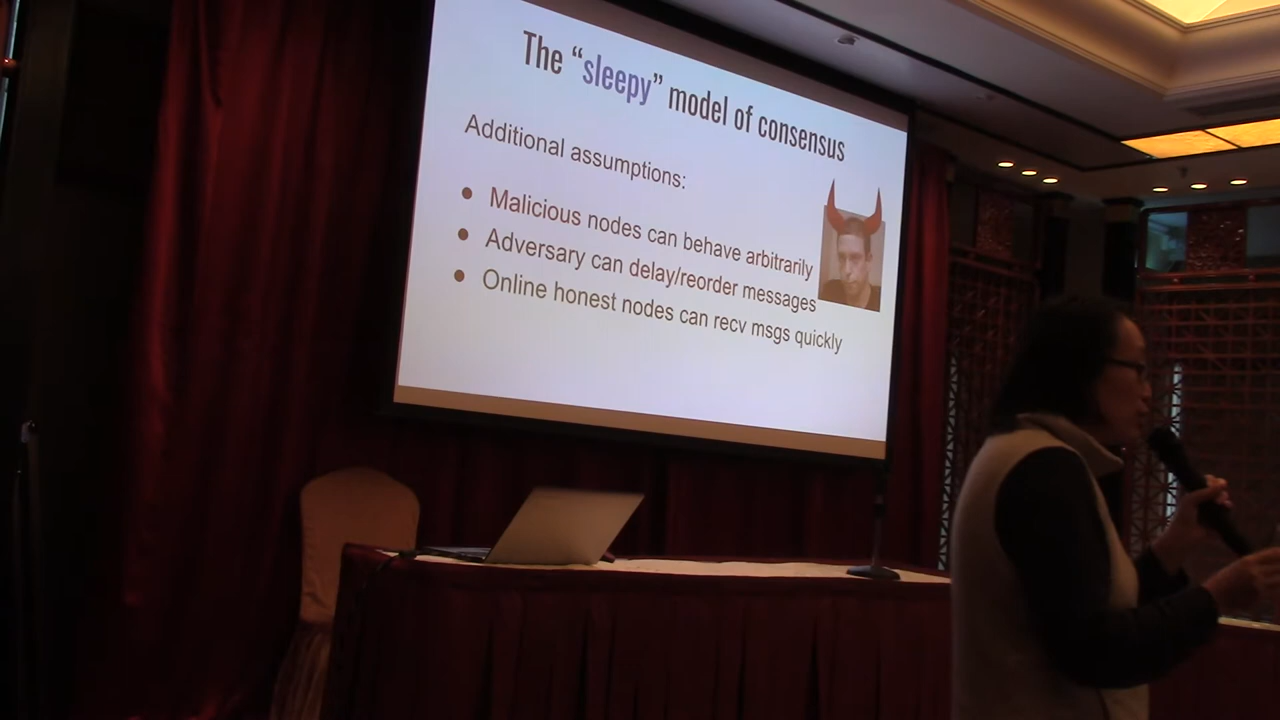 The “sleepy” model of consensus
Additional assumptions:
● Malicious nodes can behave arbitrarily
● Adversary can delay/reorder messages
● Online honest nodes can recv msgs quickly